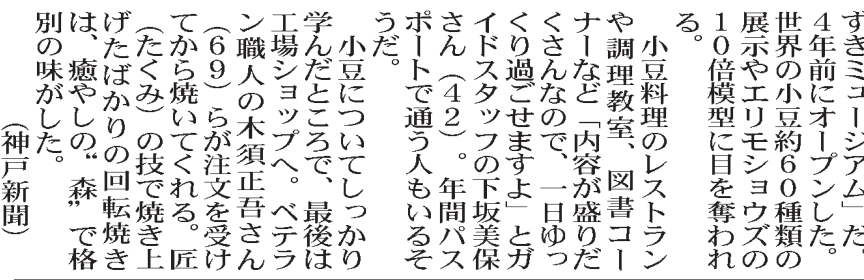 ずきミュージアム」だ。
４年前にオープンした。
世界の小豆約６０種類の
展示やエリモショウズの
１０倍模型に目を奪われ
る。
　小豆料理のレストラン
や調理教室、図書コー
ナーなど「内容が盛りだ
くさんなので、一日ゆっ
くり過ごせますよ」とガ
イドスタッフの下坂美保
さん（４２）。年間パス
ポートで通う人もいるそ
うだ。
　小豆についてしっかり
学んだところで、最後は
工場ショップへ。ベテラ
ン職人の木須正吾さん
（６９）らが注文を受け
てから焼いてくれる。匠
（たくみ）の技で焼き上
げたばかりの回転焼き
は、癒やしの“森”で格
別の味がした。
（神戸新聞）